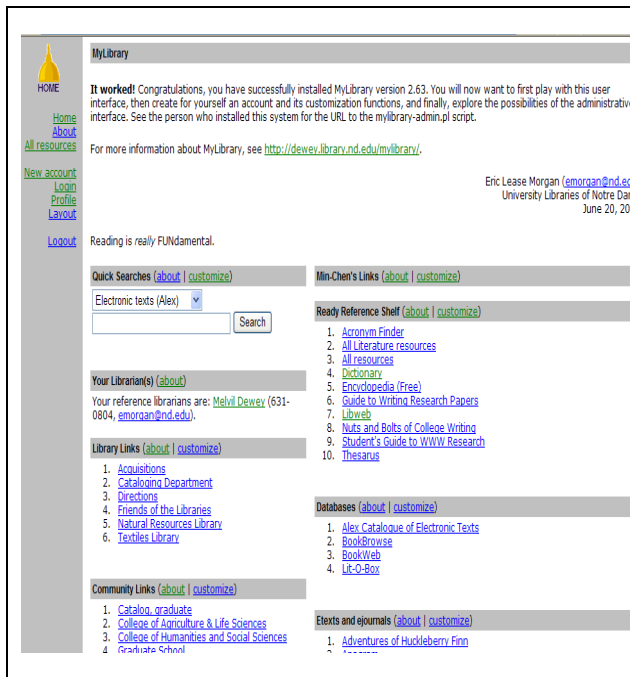 HOME
Home
About
All resources
New account
Login
Profile
Layout
Logout
MyLibrary
It worked! Congratulations, you have successfully installed MyLibrary version 2.63. You will now want to first play with this user
interface, then create for yourself an account and its customization functions, and finally, explore the possibilities of the administrative
interface. See the person who installed this system for the URL to the mylibrary-admin.pl script.
For more information about MyLibrary, see http://dewey.library.nd.edu/mylibrary/.
Eric Lease Morgan (emorgan@nd.ed
University Libraries of Notre Da
June 20, 20
Reading is really FUNdamental.
Quick Searches (about | customize)
Electronic texts (Alex)
Search
Your Librarian(s) (about)
Your reference librarians are: Melvil Dewey (631-
0804, emorgan@nd.edu).
Library Links (about | customize)
1. Acquisitions
2. Cataloging Department
3. Directions
4. Friends of the Libraries
5. Natural Resources Library
6. Textiles Library
Community Links (about | customize)
1. Catalog, graduate
2. College of Agriculture & Life Sciences
3. College of Humanities and Social Sciences
4. Graduate School
Min-Chen's Links (about | customize)
Ready Reference Shelf (about | customize)
1. Acronym Finder
2. All Literature resources
3. All resources
4. Dictionary
5. Encyclopedia (Free)
6. Guide to Writing Research Papers
7. Libweb
8. Nuts and Bolts of College Writing
9. Student's Guide to WWW Research
10. Thesarus
Databases (about | customize)
1. Alex Catalogue of Electronic Texts
2. BookBrowse
3. BookWeb
4. Lit-O-Box
Etexts and ejournals (about | customize)
1. Adventures of Huckleberry Finn